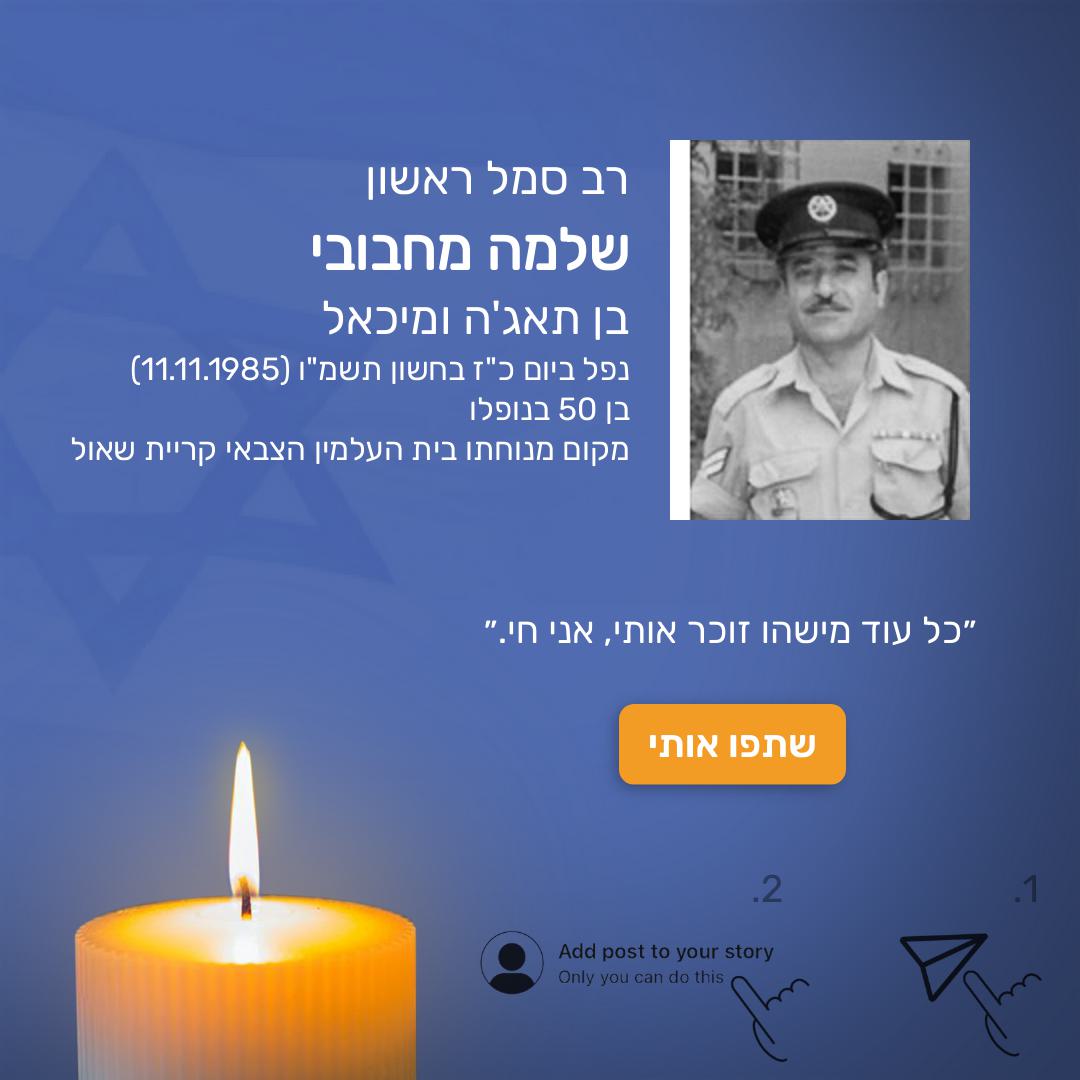 רב סמל ראשון
שלמה מחבובי
בן תאג'ה ומיכאל
נפל ביום כ"ז בחשון תשמ"ו (11.11.1985)
בן 50 בנופלו
מקום מנוחתו בית העלמין הצבאי קריית שאול
"כל עוד מישהו זוכר אותי, אני חי."
שתפו אותי
1.
2.
Add post to your story
Only you can do this